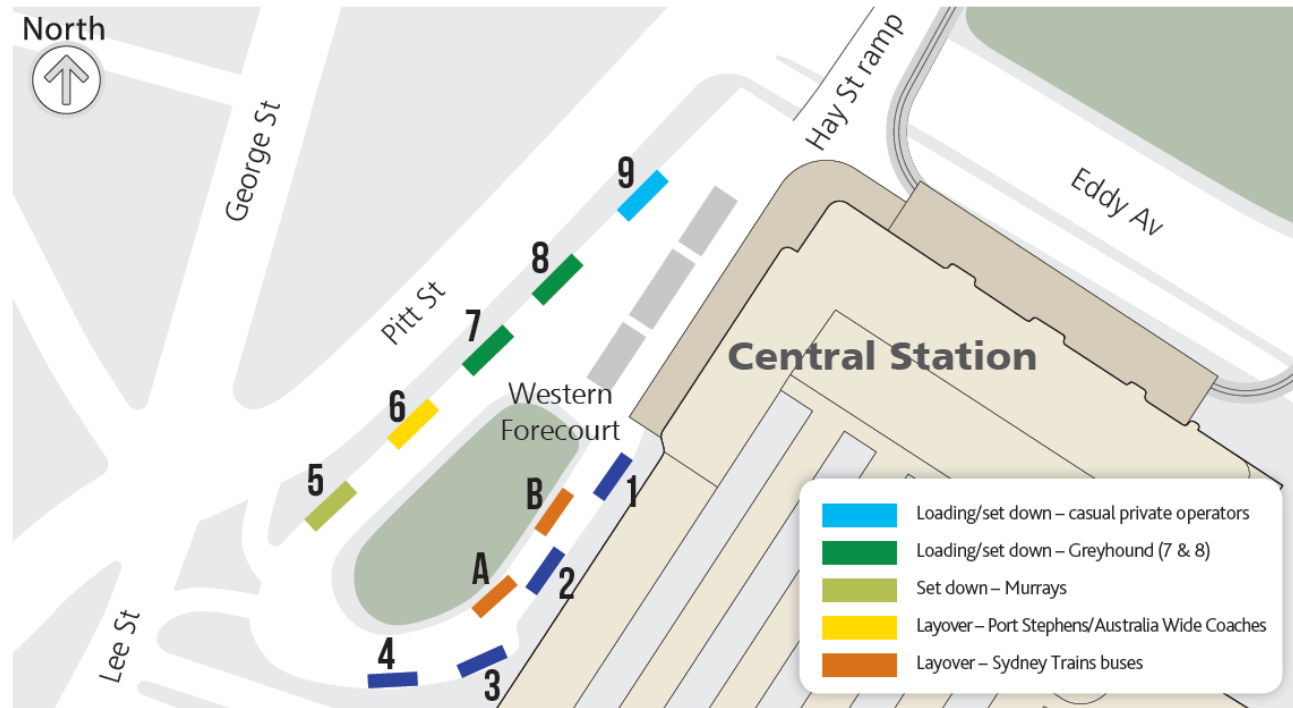 North
George St
Hay St ramp
Eddy Av
Pitt St
9
8
7
6
5
Western
Forecourt
Central Station
B
1
A
2
4
3
Lee St
Loading/set down – casual private operators
Loading/set down – Greyhound (7 & 8)
Set down – Murrays
Layover – Port Stephens/Australia Wide Coaches
Layover – Sydney Trains buses